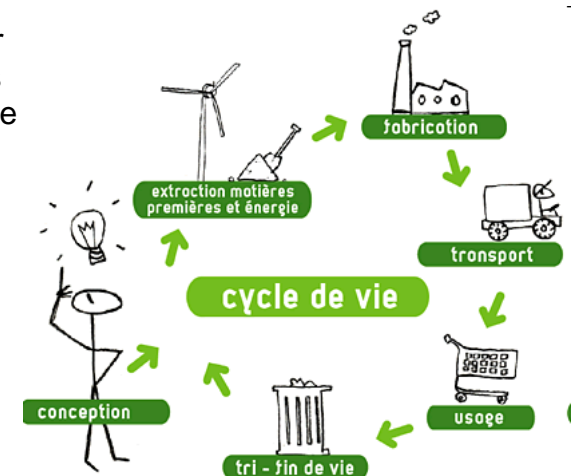 e
fabrication
extraction matières
premières et énergie
transport
cycle de vie
conception
usage
tri - fin de vie